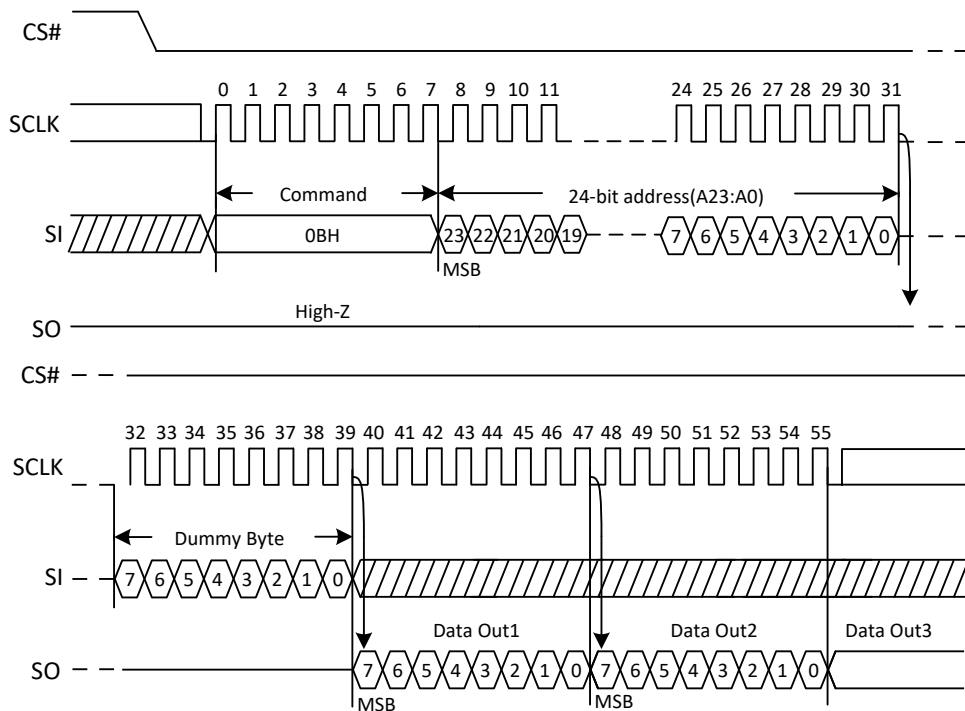 CS#
0 1 2 3 4 5 6 7 8 9 10 11 24 25 26 27 28 29 30 31
SCLK
Command 24-bit address(A23:A0)
SI 0BH 23 22 21 20 19 7 6 5 4 3 2 1 0
MSB
High-Z
SO
CS#
32 33 34 35 36 37 38 39 40 41 42 43 44 45 46 47 48 49 50 51 52 53 54 55
SCLK
Dummy Byte
SI 7 6 5 4 3 2 1 0
Data Out1 Data Out2 Data Out3
SO 7 6 5 4 3 2 1 0 7 6 5 4 3 2 1 0
MSB MSB